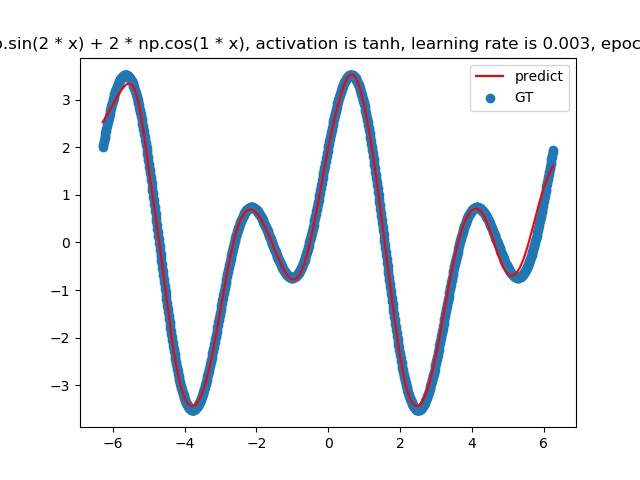 .sin(2 * x) + 2 * np.cos(1 * x), activation is tanh, learning rate is 0.003, epoc
predict
GT
3
2
1
0
−1
−2
−3
−6 −4 −2 0 2 4 6